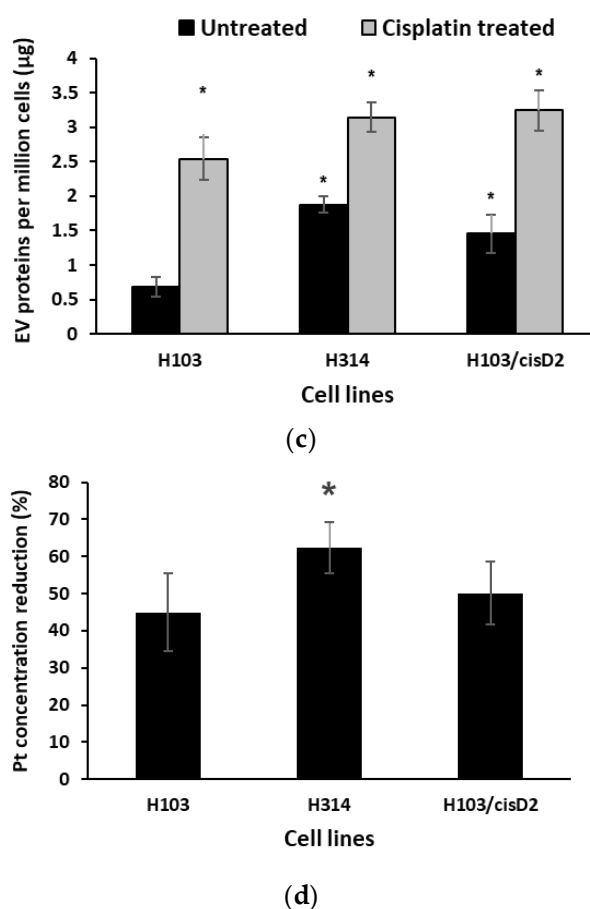 Untreated Cisplatin treated
EV proteins per million cells (µg)
4
3.5
3
2.5
2
1.5
1
0.5
0
*
*
*
*
*
H103 H314 H103/cisD2
Cell lines
(c)
Pt concentration reduction (%)
80
70
60
50
40
30
20
10
0
*
H103 H314 H103/cisD2
Cell lines
(d)